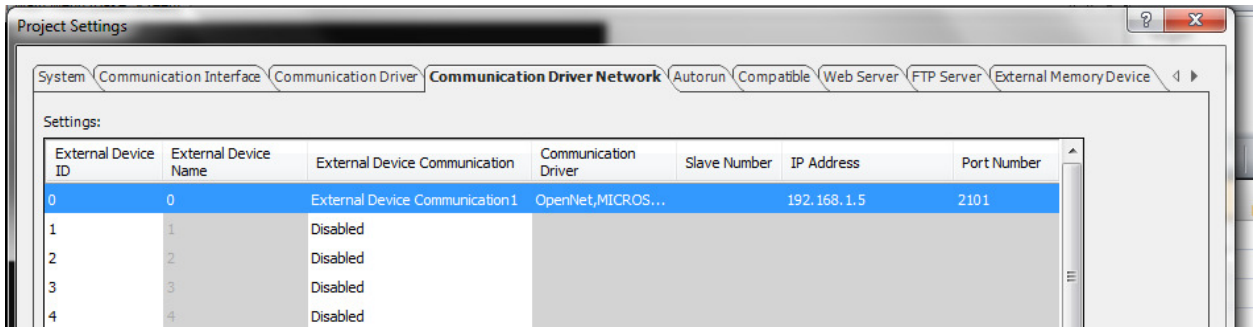 Project Settings
System Communication Interface Communication Driver Communication Driver Network Autorun Compatible Web Server FTP Server External Memory Device
Settings:
External Device ID External Device Name External Device Communication Communication Driver Slave Number IP Address Port Number
0 0 External Device Communication1 OpenNet,MICROS... 192.168.1.5 2101
1 1 Disabled
2 2 Disabled
3 3 Disabled
4 4 Disabled